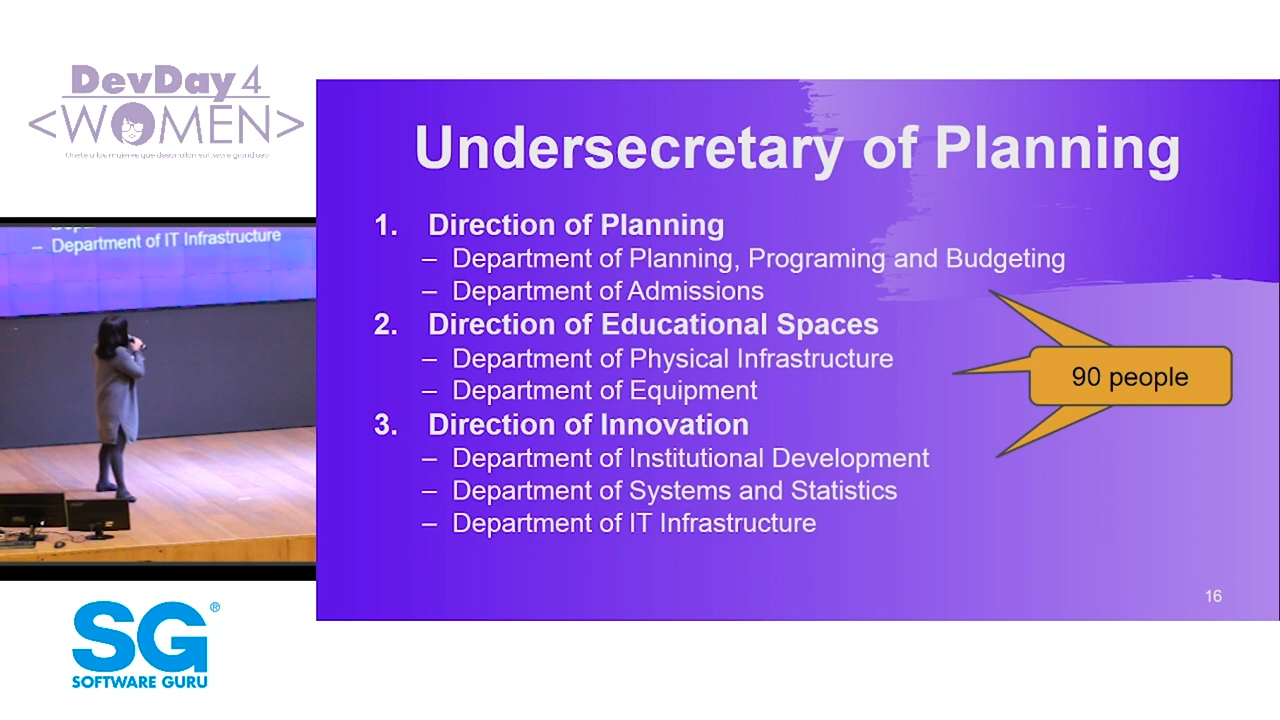 DevDay 4
<WOMEN>
Undersecretary of Planning
1. Direction of Planning
– Department of Planning, Programing and Budgeting
– Department of Admissions
2. Direction of Educational Spaces
– Department of Physical Infrastructure
– Department of Equipment
3. Direction of Innovation
– Department of Institutional Development
– Department of Systems and Statistics
– Department of IT Infrastructure
90 people
16
– Department of IT Infrastructure
SG®
SOFTWARE GURU